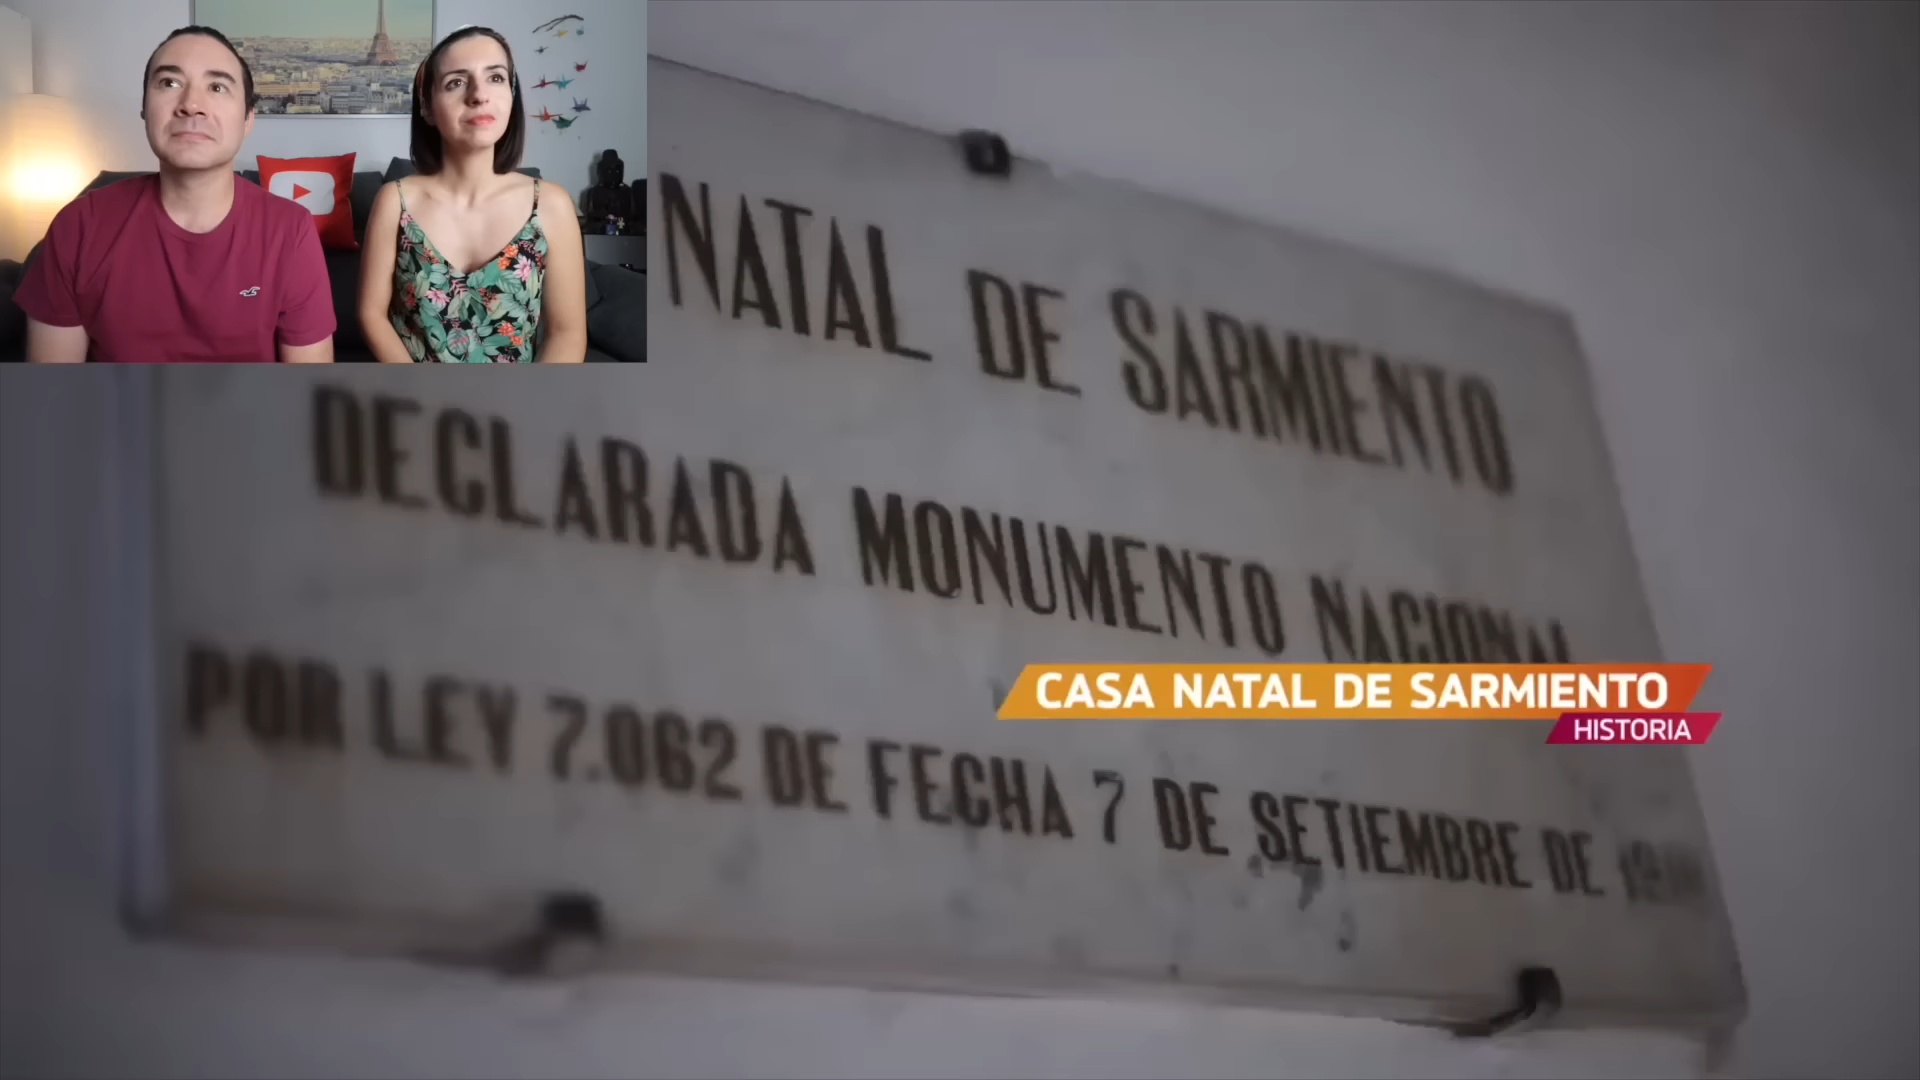 NATAL DE SARMIENTO
DECLARADA MONUMENTO NACIONAL
CASA NATAL DE SARMIENTO
HISTORIA
POR LEY 7.062 DE FECHA 7 DE SETIEMBRE DE